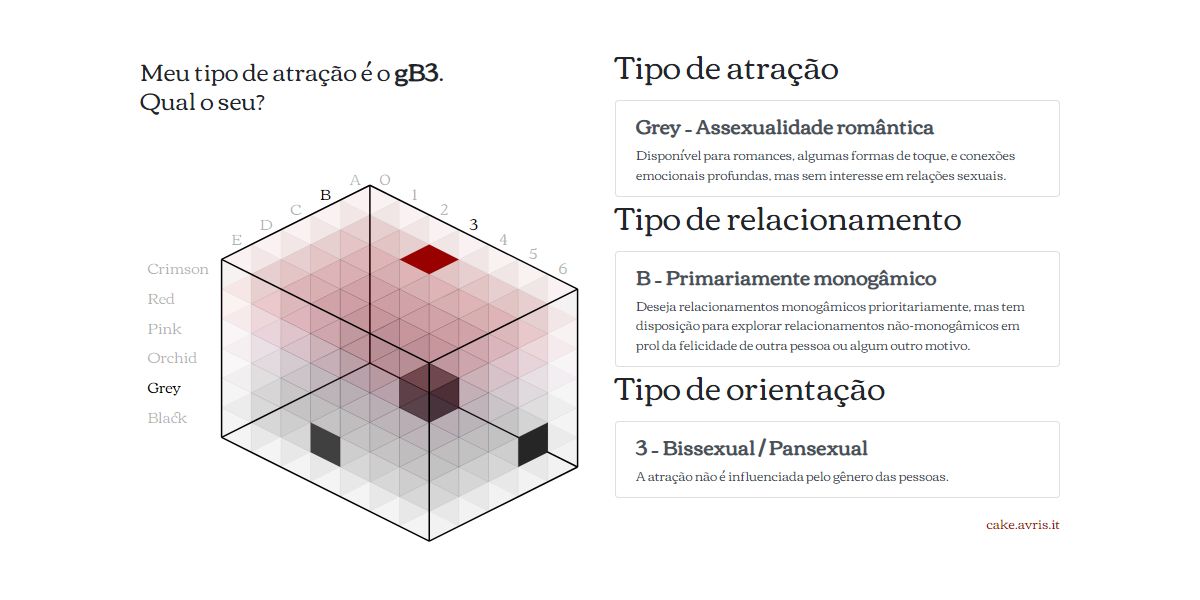 Meu tipo de atração é o gB3.
Qual o seu?
A
B
C
D
E
0
1
2
3
4
5
6
Crimson
Red
Pink
Orchid
Grey
Black
Tipo de atração
Grey - Assexualidade romântica
Disponível para romances, algumas formas de toque, e conexões
emocionais profundas, mas sem interesse em relações sexuais.
Tipo de relacionamento
B - Primariamente monogâmico
Deseja relacionamentos monogâmicos prioritariamente, mas tem
disposição para explorar relacionamentos não-monogâmicos em
prol da felicidade de outra pessoa ou algum outro motivo.
Tipo de orientação
3 - Bissexual / Pansexual
A atração não é influenciada pelo gênero das pessoas.
cake.avris.it